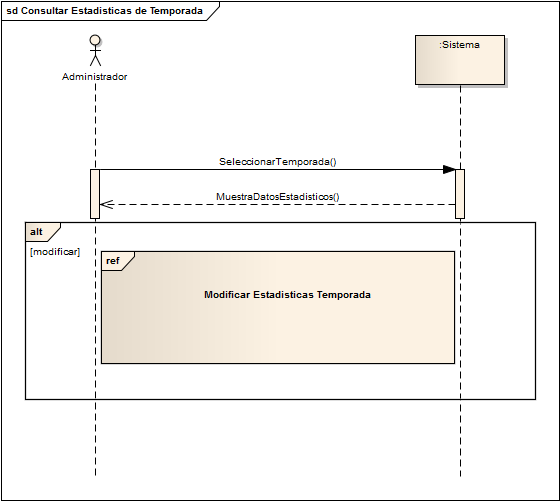 sd Consultar Estadisticas de Temporada
Administrador
:Sistema
SeleccionarTemporada()
MuestraDatosEstadisticos()
alt
[modificar]
ref
Modificar Estadisticas Temporada